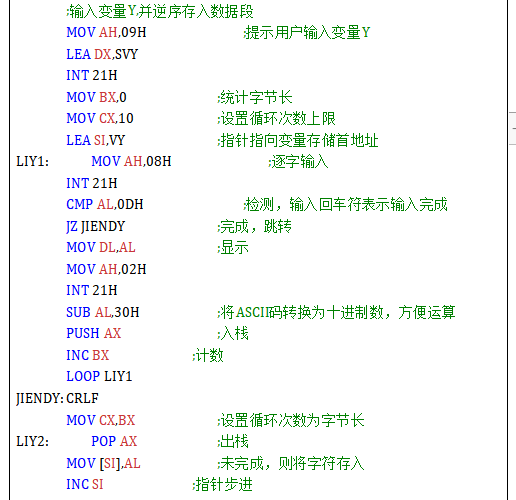 ;输入变量Y,并逆序存入数据段
MOV AH,09H ;提示用户输入变量Y
LEA DX,SVY
INT 21H
MOV BX,0 ;统计字节长
MOV CX,10 ;设置循环次数上限
LEA SI,VY ;指针指向变量存储首地址
LIY1: MOV AH,08H ;逐字输入
INT 21H
CMP AL,0DH ;检测，输入回车符表示输入完成
JZ JIENDY ;完成，跳转
MOV DL,AL ;显示
MOV AH,02H
INT 21H
SUB AL,30H ;将ASCII码转换为十进制数，方便运算
PUSH AX ;入栈
INC BX ;计数
LOOP LIY1
JIENDY: CRLF
MOV CX,BX ;设置循环次数为字节长
LIY2: POP AX ;出栈
MOV [SI],AL ;未完成，则将字符存入
INC SI ;指针步进